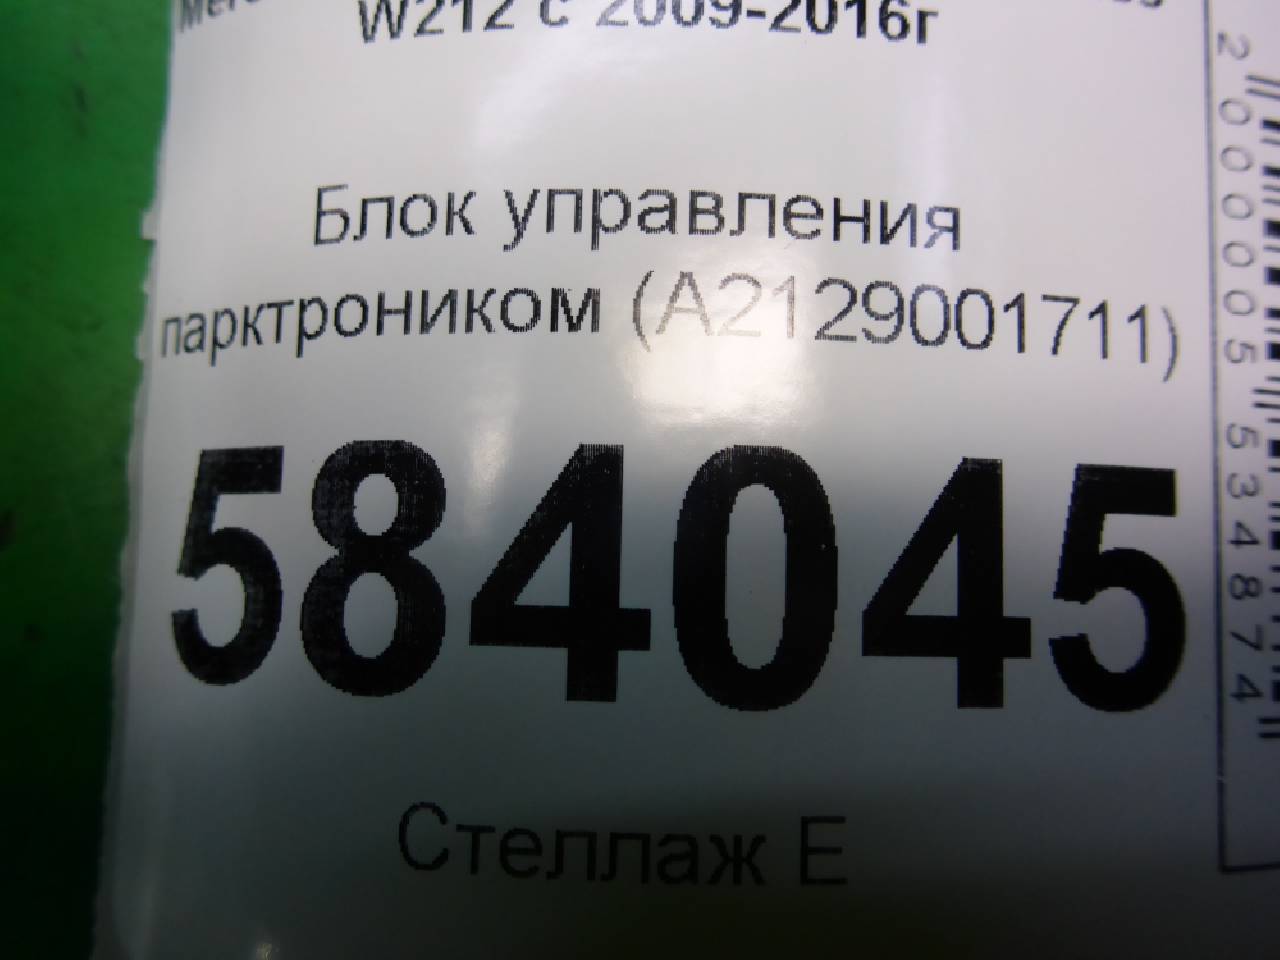 W212 с 2009-2016г
Блок управления
парктроником (A2129001711)
584045
Стеллаж Е
2000005534874